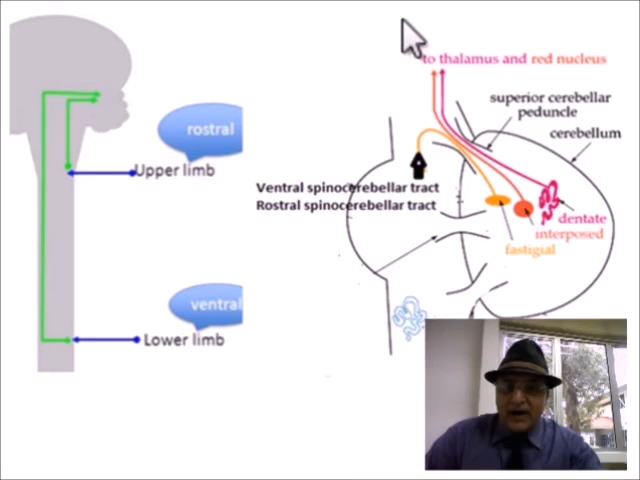 rostral
Upper limb
ventral
Lower limb
to thalamus and red nucleus
superior cerebellar
peduncle
cerebellum
Ventral spinocerebellar tract
Rostral spinocerebellar tract
dentate
interposed
fastigial